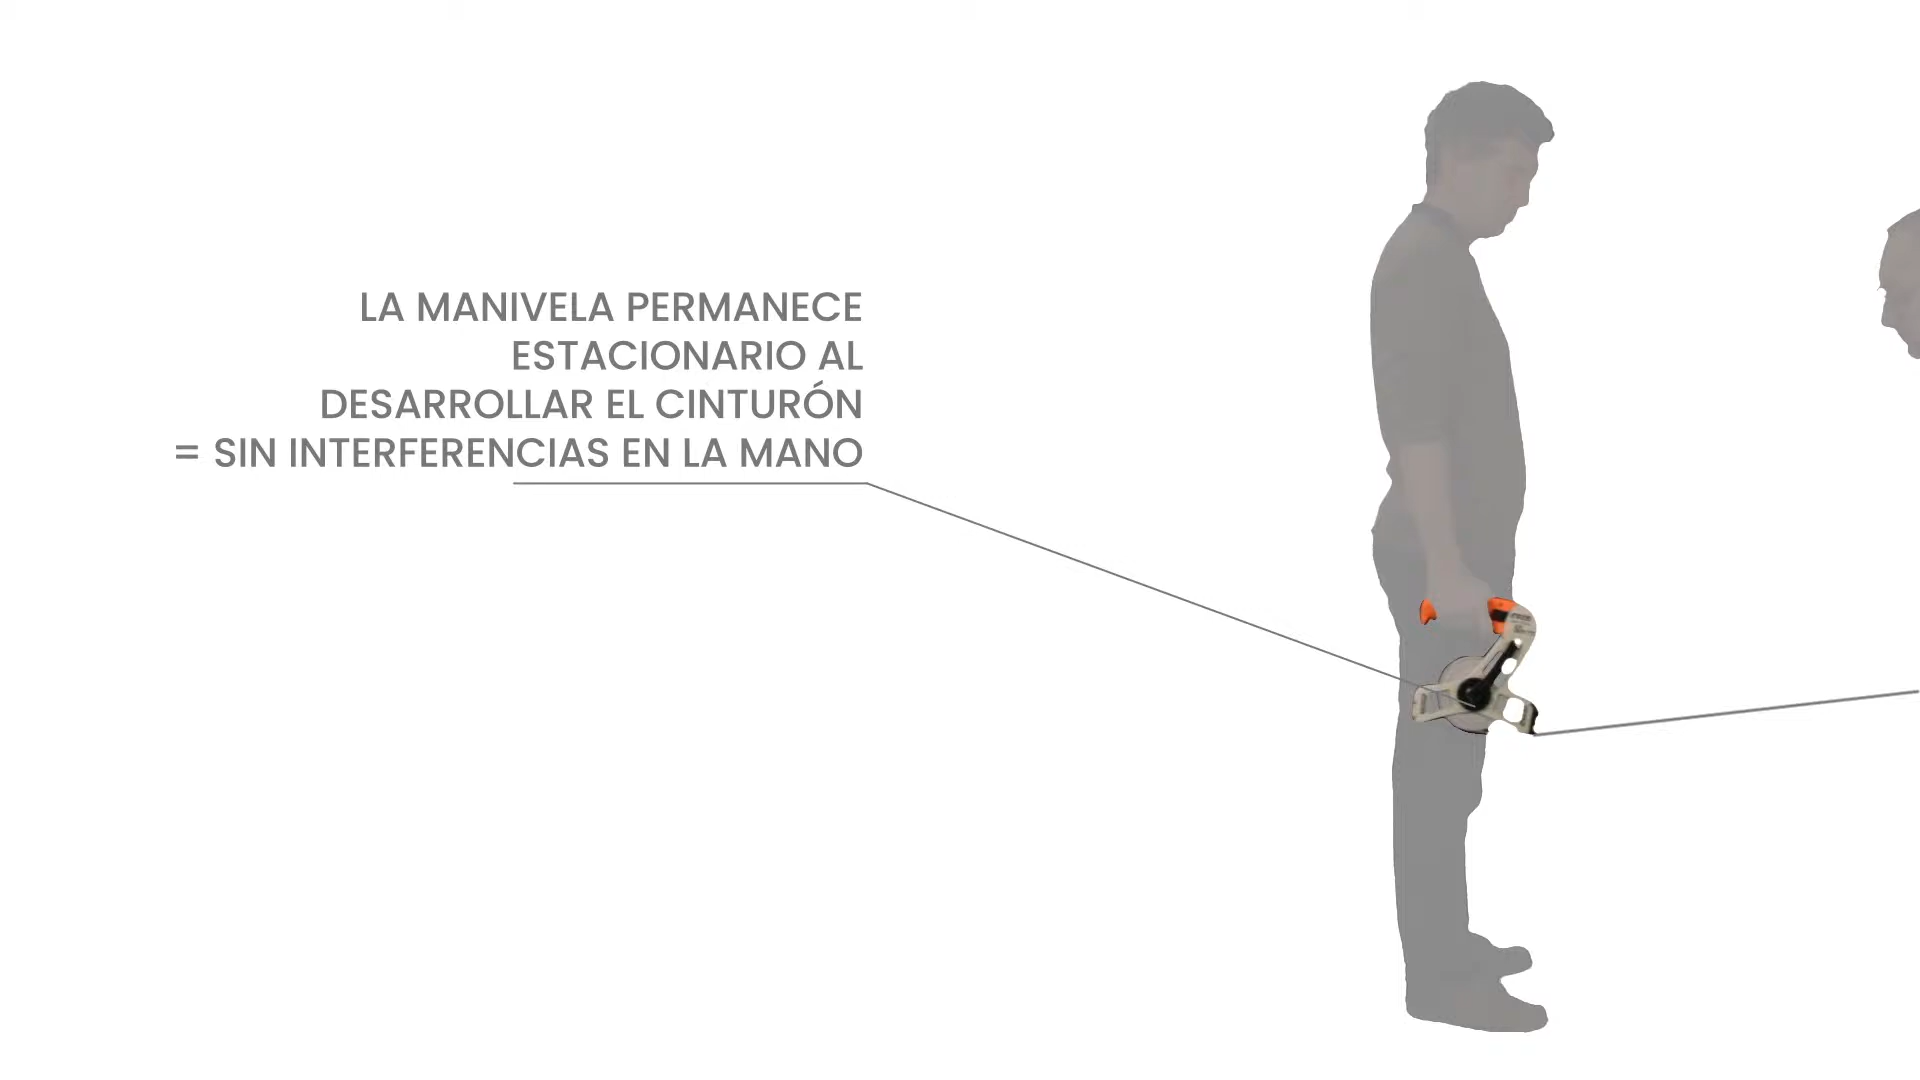 LA MANIVELA PERMANECE
ESTACIONARIO AL
DESARROLLAR EL CINTURÓN
= SIN INTERFERENCIAS EN LA MANO